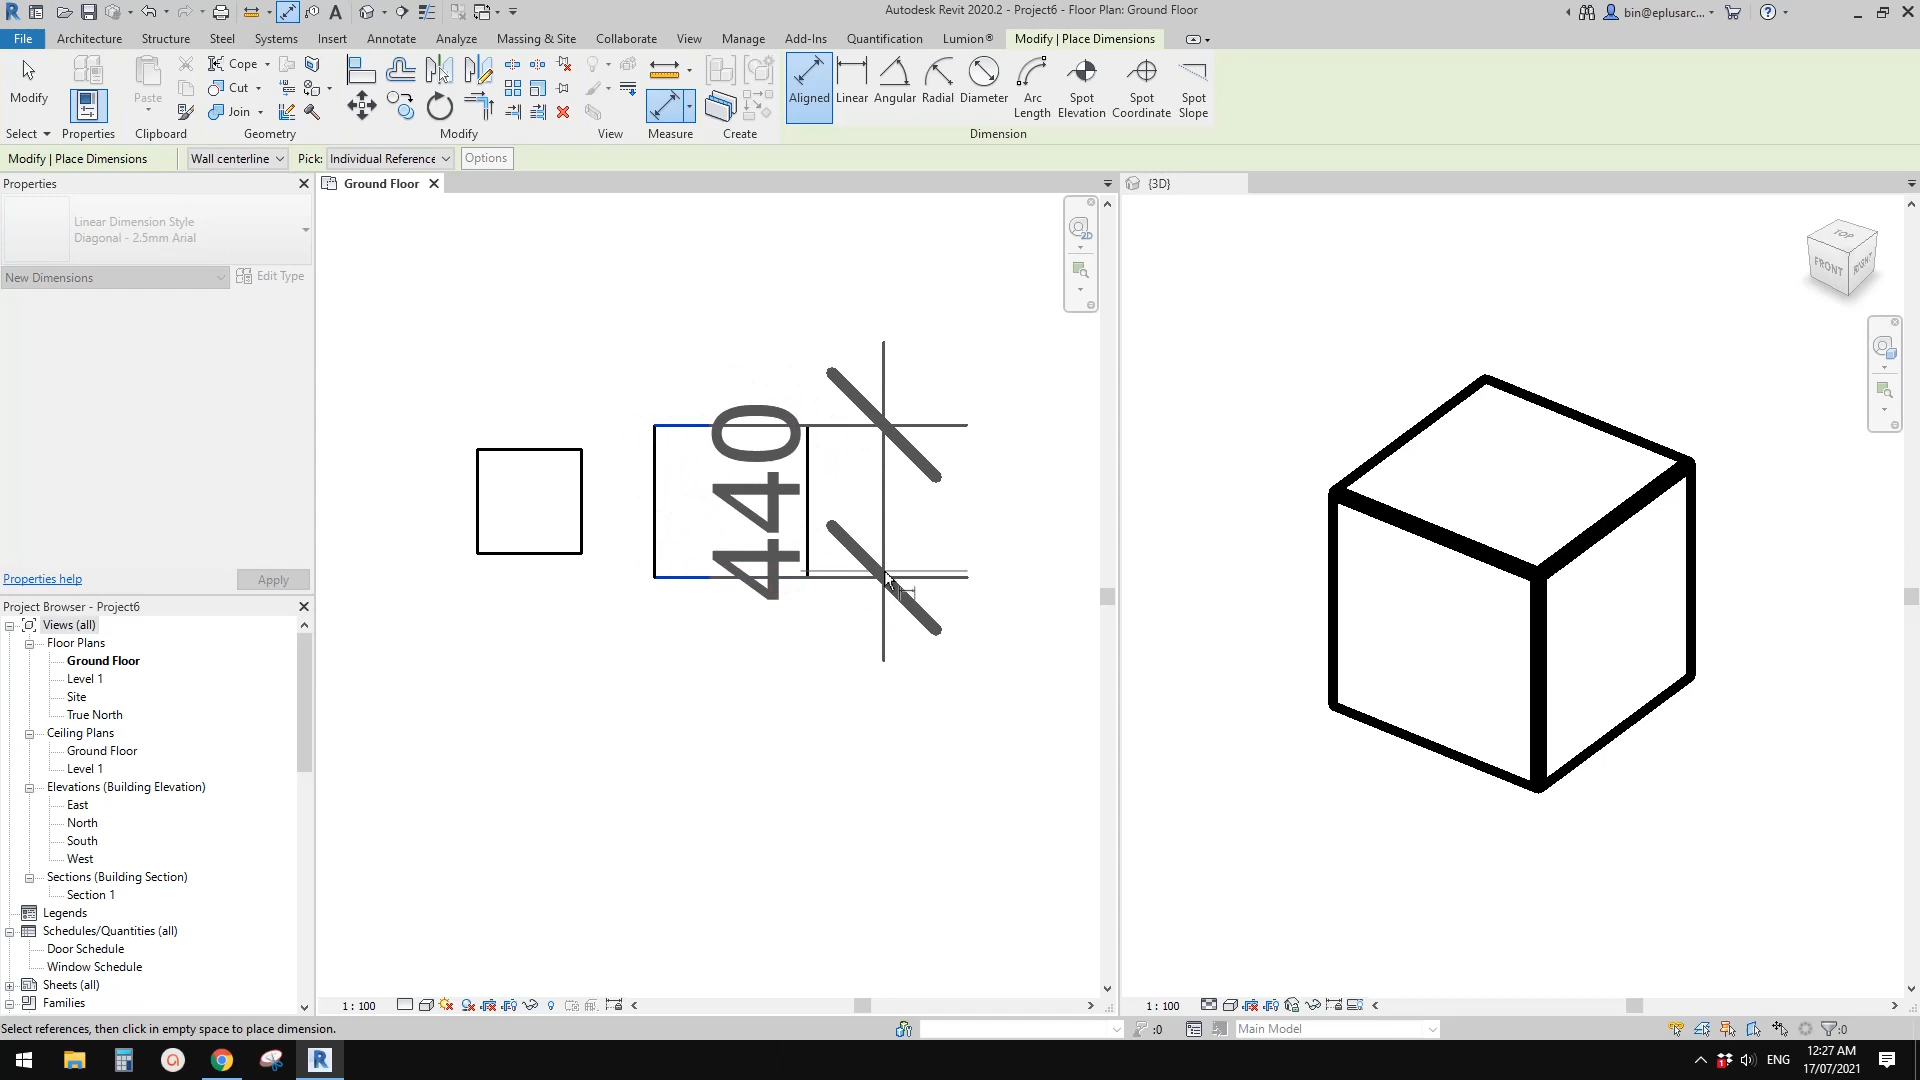 Autodesk Revit 2020.2 - Project6 - Floor Plan: Ground Floor
bin@eplusarc...
File Architecture Structure Steel Systems Insert Annotate Analyze Massing & Site Collaborate View Manage Add-Ins Quantification Lumion® Modify | Place Dimensions
Modify
Paste
Cope
Cut
Join
Aligned Linear Angular Radial Diameter Arc Length Spot Elevation Spot Coordinate Spot Slope
Select Properties Clipboard Geometry Modify View Measure Create Dimension
Modify | Place Dimensions Wall centerline Pick: Individual Reference Options
Properties
Linear Dimension Style
Diagonal - 2.5mm Arial
New Dimensions Edit Type
Properties help Apply
Project Browser - Project6
Views (all)
Floor Plans
Ground Floor
Level 1
Site
True North
Ceiling Plans
Ground Floor
Level 1
Elevations (Building Elevation)
East
North
South
West
Sections (Building Section)
Section 1
Legends
Schedules/Quantities (all)
Door Schedule
Window Schedule
Sheets (all)
Families
Ground Floor
2D
440
1 : 100
{3D}
TOP
FRONT
RIGHT
1 : 100
Select references, then click in empty space to place dimension.
:0
Main Model
:0
ENG
12:27 AM
17/07/2021